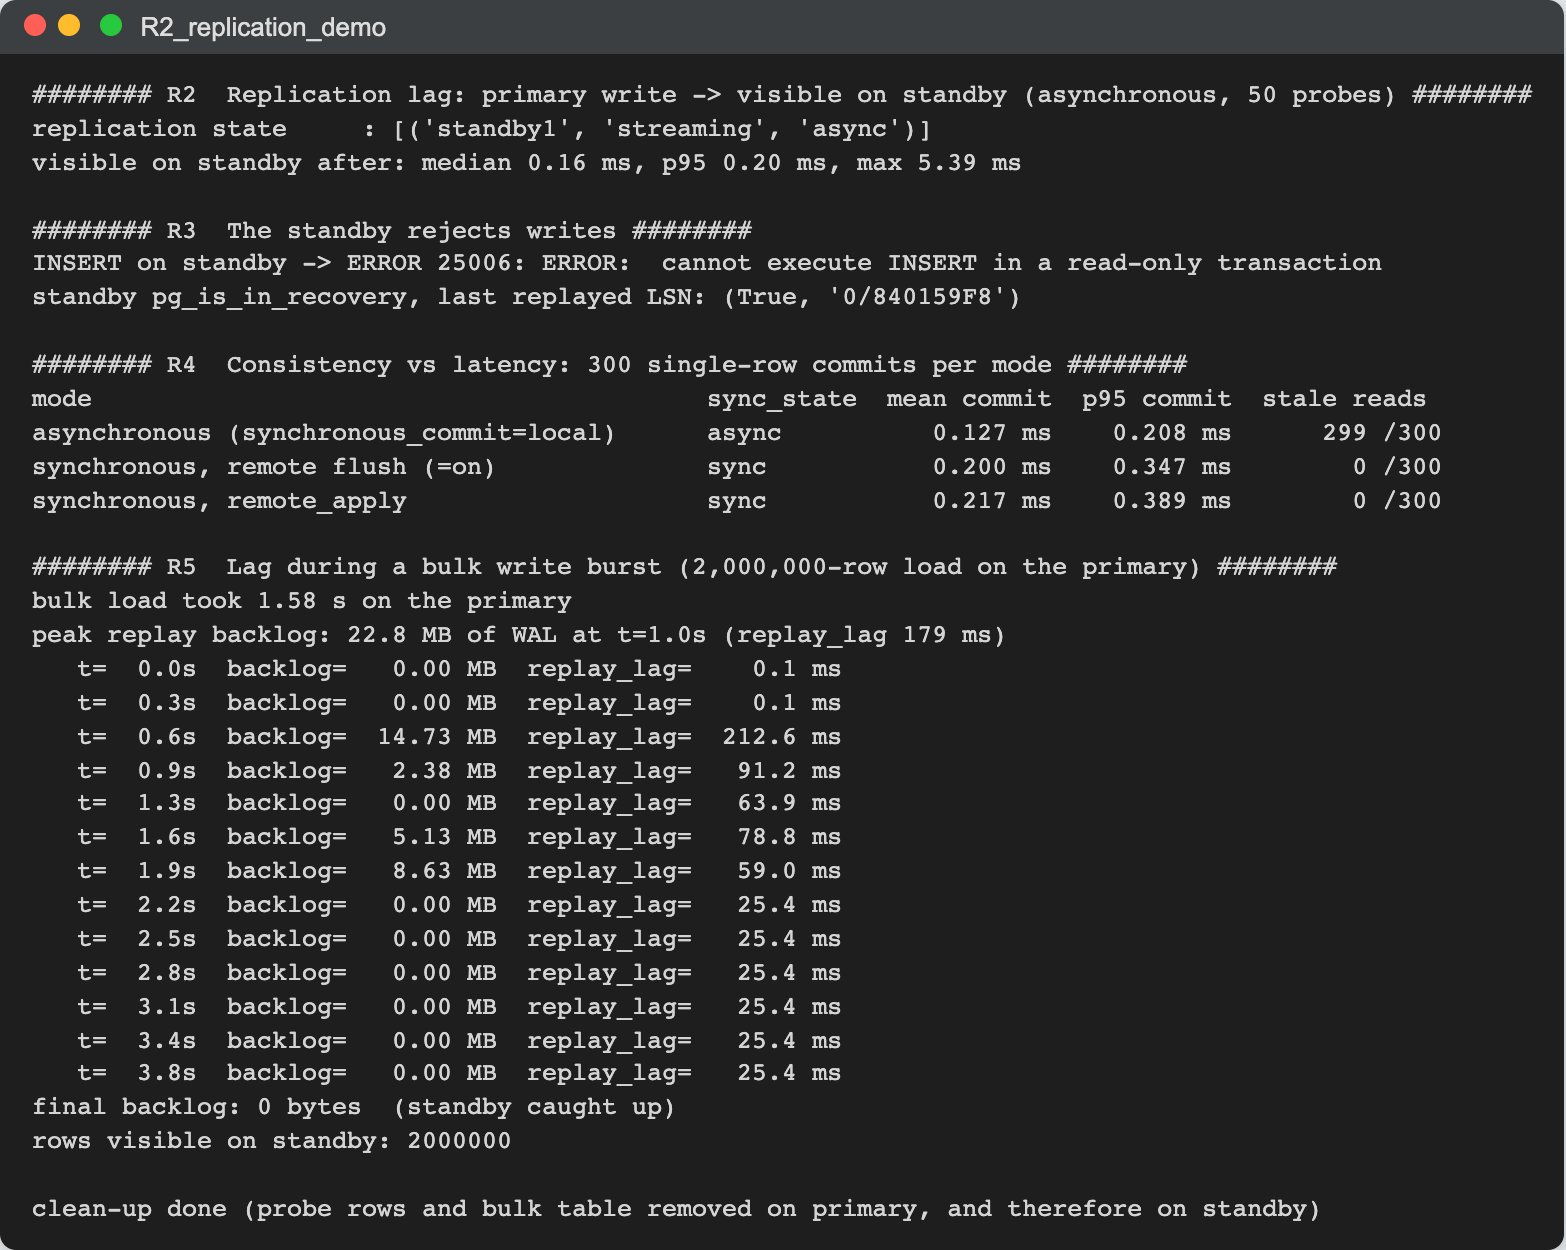 R2_replication_demo
######## R2  Replication lag: primary write -> visible on standby (asynchronous, 50 probes) ########
replication state     : [('standby1', 'streaming', 'async')]
visible on standby after: median 0.16 ms, p95 0.20 ms, max 5.39 ms
######## R3  The standby rejects writes ########
INSERT on standby -> ERROR 25006: ERROR:  cannot execute INSERT in a read-only transaction
standby pg_is_in_recovery, last replayed LSN: (True, '0/840159F8')
######## R4  Consistency vs latency: 300 single-row commits per mode ########
mode                                         sync_state  mean commit  p95 commit  stale reads
asynchronous (synchronous_commit=local)      async          0.127 ms    0.208 ms      299 /300
synchronous, remote flush (=on)              sync           0.200 ms    0.347 ms        0 /300
synchronous, remote_apply                    sync           0.217 ms    0.389 ms        0 /300
######## R5  Lag during a bulk write burst (2,000,000-row load on the primary) ########
bulk load took 1.58 s on the primary
peak replay backlog: 22.8 MB of WAL at t=1.0s (replay_lag 179 ms)
   t=  0.0s  backlog=   0.00 MB  replay_lag=    0.1 ms
   t=  0.3s  backlog=   0.00 MB  replay_lag=    0.1 ms
   t=  0.6s  backlog=  14.73 MB  replay_lag=  212.6 ms
   t=  0.9s  backlog=   2.38 MB  replay_lag=   91.2 ms
   t=  1.3s  backlog=   0.00 MB  replay_lag=   63.9 ms
   t=  1.6s  backlog=   5.13 MB  replay_lag=   78.8 ms
   t=  1.9s  backlog=   8.63 MB  replay_lag=   59.0 ms
   t=  2.2s  backlog=   0.00 MB  replay_lag=   25.4 ms
   t=  2.5s  backlog=   0.00 MB  replay_lag=   25.4 ms
   t=  2.8s  backlog=   0.00 MB  replay_lag=   25.4 ms
   t=  3.1s  backlog=   0.00 MB  replay_lag=   25.4 ms
   t=  3.4s  backlog=   0.00 MB  replay_lag=   25.4 ms
   t=  3.8s  backlog=   0.00 MB  replay_lag=   25.4 ms
final backlog: 0 bytes  (standby caught up)
rows visible on standby: 2000000
clean-up done (probe rows and bulk table removed on primary, and therefore on standby)